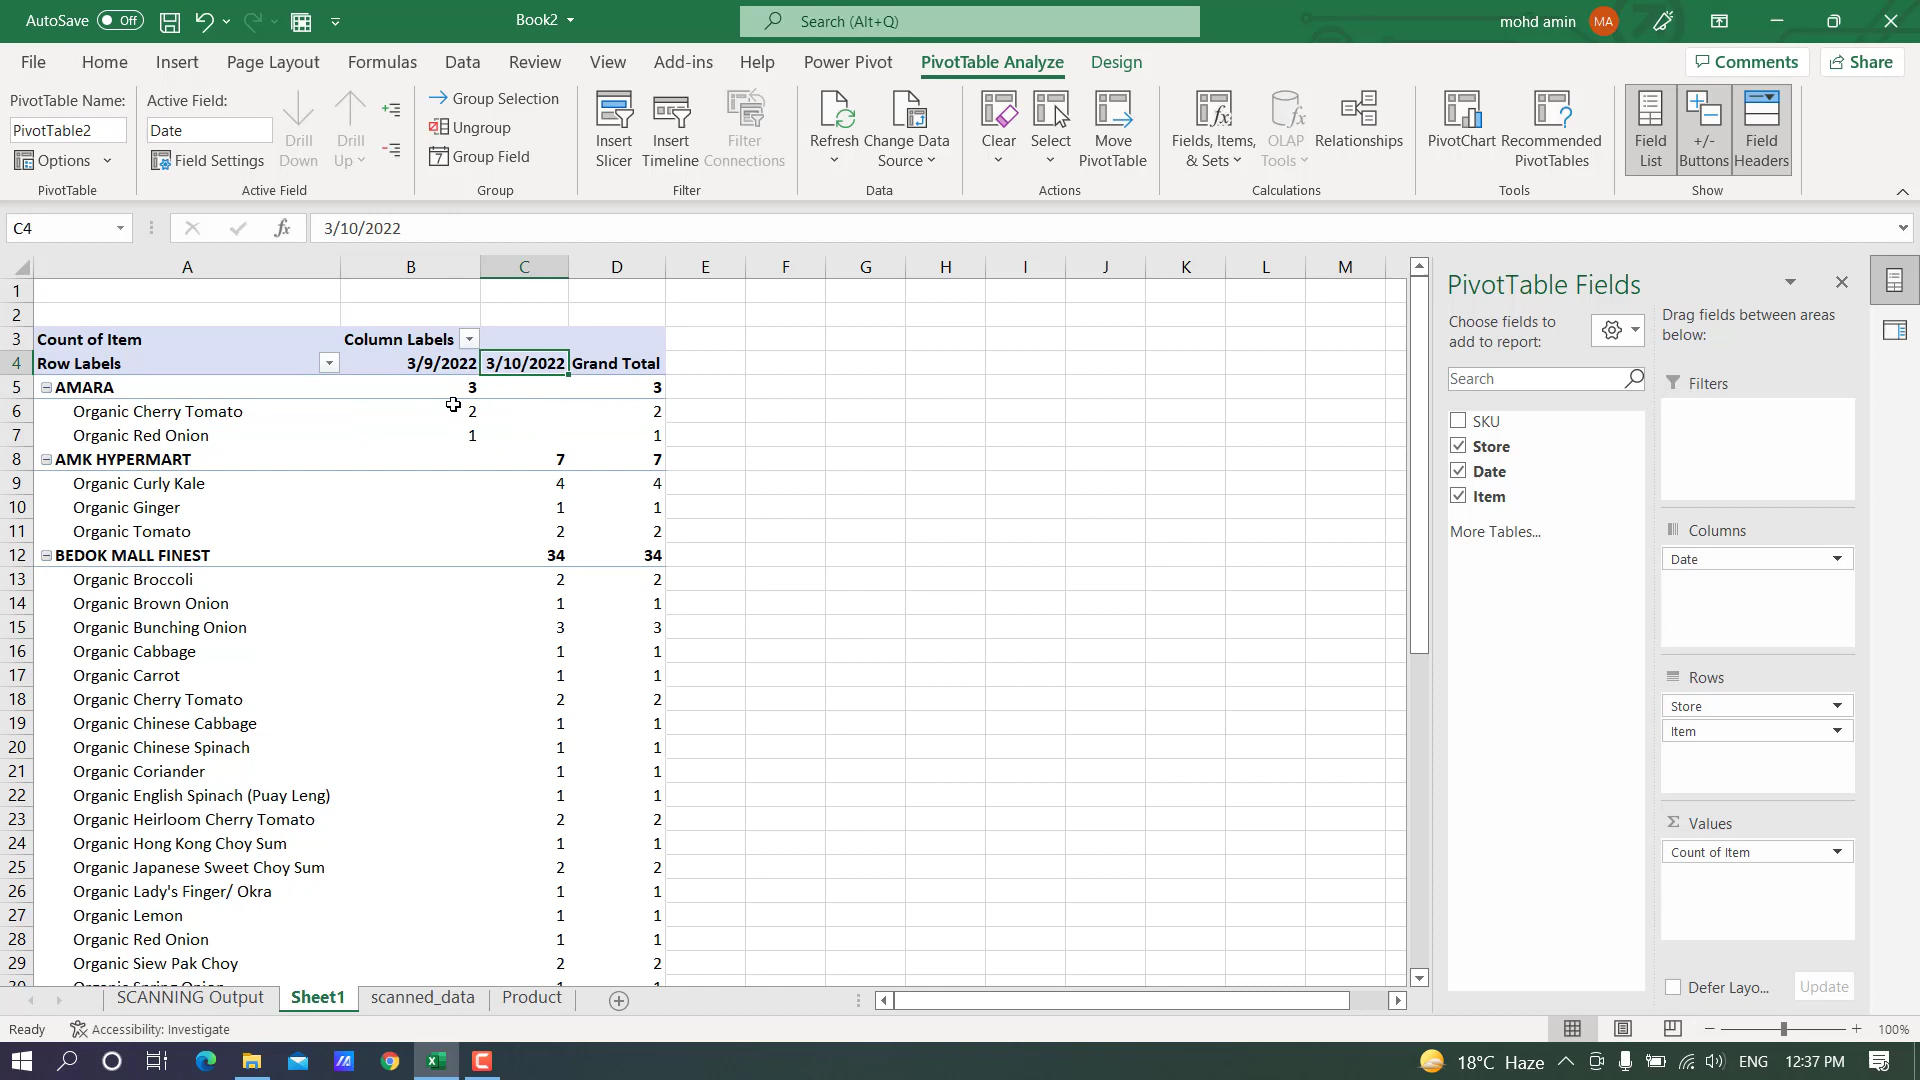 AutoSave Off Book2 Search (Alt+Q) mohd amin MA
File Home Insert Page Layout Formulas Data Review View Add-ins Help Power Pivot PivotTable Analyze Design Comments Share
PivotTable Name:
PivotTable2
Options
PivotTable
Active Field:
Date
Field Settings
Drill Down
Drill Up
Active Field
Group Selection
Ungroup
Group Field
Group
Insert Slicer
Insert Timeline
Filter Connections
Filter
Refresh
Change Data Source
Data
Clear
Select
Move PivotTable
Actions
Fields, Items, & Sets
OLAP Tools
Relationships
Calculations
PivotChart
Recommended PivotTables
Tools
Field List
+/- Buttons
Field Headers
Show
C4 fx 3/10/2022
A B C D E F G H I J K L M
1
2
3 Count of Item Column Labels
4 Row Labels 3/9/2022 3/10/2022 Grand Total
5 AMARA 3 3
6 Organic Cherry Tomato 2 2
7 Organic Red Onion 1 1
8 AMK HYPERMART 7 7
9 Organic Curly Kale 4 4
10 Organic Ginger 1 1
11 Organic Tomato 2 2
12 BEDOK MALL FINEST 34 34
13 Organic Broccoli 2 2
14 Organic Brown Onion 1 1
15 Organic Bunching Onion 3 3
16 Organic Cabbage 1 1
17 Organic Carrot 1 1
18 Organic Cherry Tomato 2 2
19 Organic Chinese Cabbage 1 1
20 Organic Chinese Spinach 1 1
21 Organic Coriander 1 1
22 Organic English Spinach (Puay Leng) 1 1
23 Organic Heirloom Cherry Tomato 2 2
24 Organic Hong Kong Choy Sum 1 1
25 Organic Japanese Sweet Choy Sum 2 2
26 Organic Lady's Finger/ Okra 1 1
27 Organic Lemon 1 1
28 Organic Red Onion 1 1
29 Organic Siew Pak Choy 2 2
PivotTable Fields
Choose fields to add to report:
Search
SKU
Store
Date
Item
More Tables...
Drag fields between areas below:
Filters
Columns
Date
Rows
Store
Item
Σ Values
Count of Item
Defer Layo... Update
SCANNING Output Sheet1 scanned_data Product
Ready Accessibility: Investigate 100%
18°C Haze ENG 12:37 PM